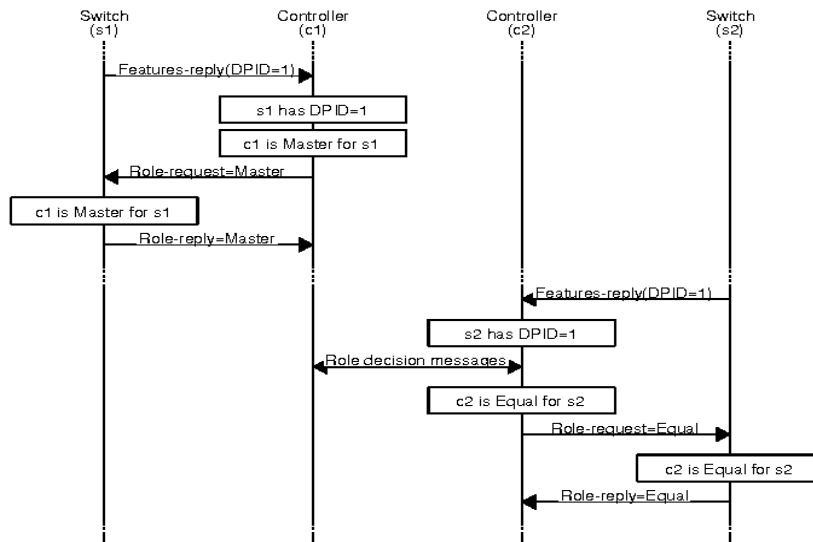 Switch
(s1)
Controller
(c1)
Controller
(c2)
Switch
(s2)
Features-reply(DPID=1)
s1 has DPID=1
c1 is Master for s1
Role-request=Master
c1 is Master for s1
Role-reply=Master
Features-reply(DPID=1)
s2 has DPID=1
Role decision messages
c2 is Equal for s2
Role-request=Equal
c2 is Equal for s2
Role-reply=Equal